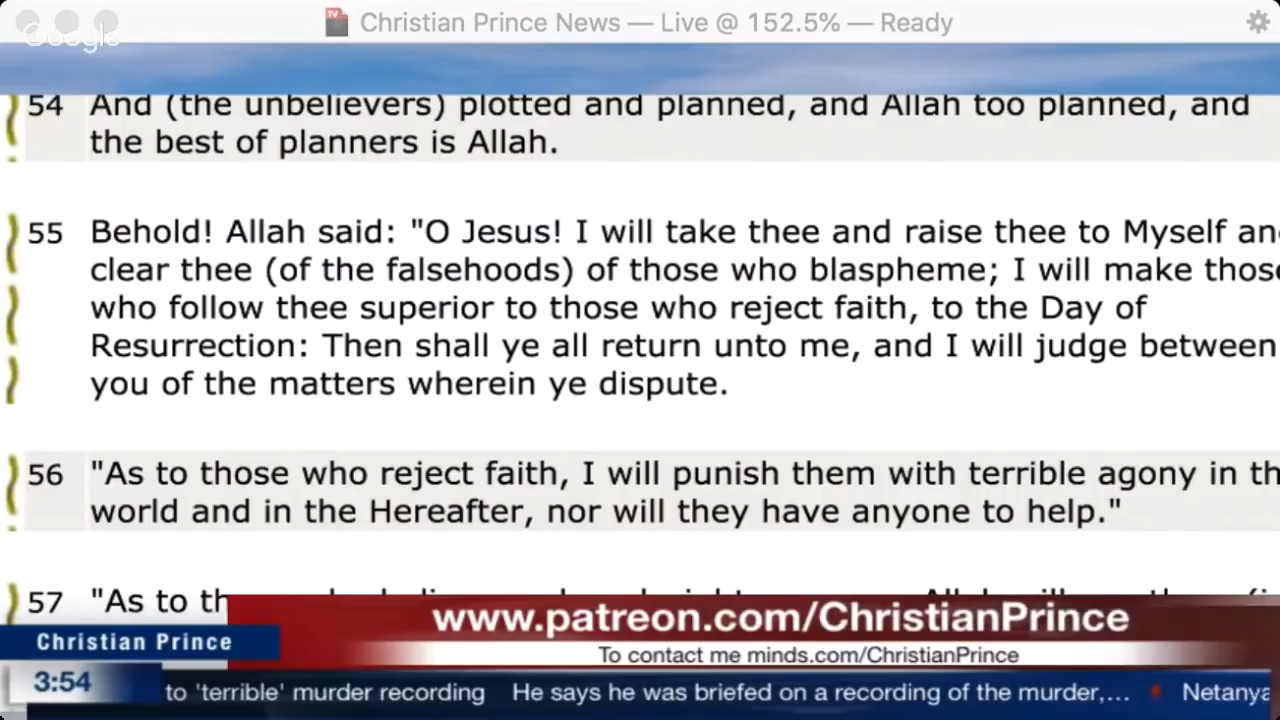 Christian Prince News — Live @ 152.5% — Ready
Google
54 And (the unbelievers) plotted and planned, and Allah too planned, and
the best of planners is Allah.
55 Behold! Allah said: "O Jesus! I will take thee and raise thee to Myself an
clear thee (of the falsehoods) of those who blaspheme; I will make those
who follow thee superior to those who reject faith, to the Day of
Resurrection: Then shall ye all return unto me, and I will judge between
you of the matters wherein ye dispute.
56 "As to those who reject faith, I will punish them with terrible agony in th
world and in the Hereafter, nor will they have anyone to help."
57 "As to th
www.patreon.com/ChristianPrince
Christian Prince
To contact me minds.com/ChristianPrince
3:54 to 'terrible' murder recording He says he was briefed on a recording of the murder,... Netanya